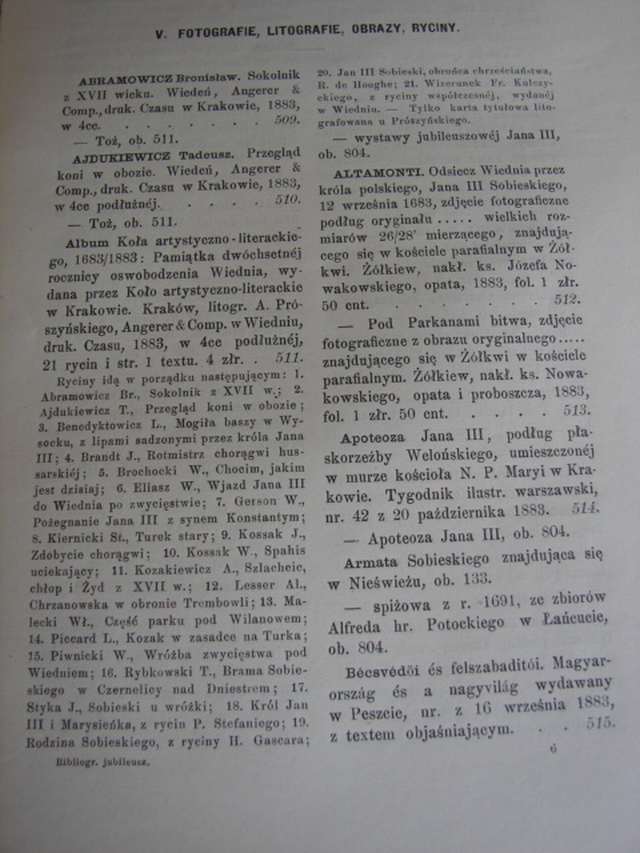 V. FOTOGRAFIE, LITOGRAFIE, OBRAZY, RYCINY.
ABRAMOWICZ Bronisław. Sokolnik
z XVII wieku. Wiedeń, Angerer &
Comp., druk. Czasu w Krakowie, 1883,
w 4ce. . . . . . . . 509.
— Toż, ob. 511.
AJDUKIEWICZ Tadeusz. Przegląd
koni w obozie. Wiedeń, Angerer &
Comp., druk. Czasu w Krakowie, 1883,
w 4ce podłużnéj. . . . . 510.
— Toż, ob. 511.
Album Koła artystyczno-literackie-
go, 1683/1883: Pamiątka dwóchsetnéj
rocznicy oswobodzenia Wiednia, wy-
dana przez Koło artystyczno-literackie
w Krakowie. Kraków, litogr. A. Pró-
szyńskiego, Angerer & Comp. w Wiedniu,
druk. Czasu, 1883, w 4ce podłużnéj,
21 rycin i str. 1 textu. 4 złr. . 511.
Ryciny idą w porządku następującym: 1.
Abramowicz Br., Sokolnik z XVII w.; 2.
Ajdukiewicz T., Przegląd koni w obozie;
3. Benedyktowicz L., Mogiła baszy w Wy-
socku, z lipami sadzonymi przez króla Jana
III; 4. Brandt J., Rotmistrz chorągwi hus-
sarskiéj; 5. Brochocki W., Chocim, jakim
jest dzisiaj; 6. Eliasz W., Wjazd Jana III
do Wiednia po zwycięstwie; 7. Gerson W.,
Pożegnanie Jana III z synem Konstantym;
8. Kiernicki St., Turek stary; 9. Kossak J.,
Zdobycie chorągwi; 10. Kossak W., Spahis
uciekający; 11. Kozakiewicz A., Szlachcic,
chłop i Żyd z XVII w.; 12. Lesser Al.,
Chrzanowska w obronie Trembowli; 13. Ma-
łecki Wł., Część parku pod Wilanowem;
14. Piccard L., Kozak w zasadce na Turka;
15. Piwnicki W., Wróżba zwycięstwa pod
Wiedniem; 16. Rybkowski T., Brama Sobie-
skiego w Czernelicy nad Dniestrem; 17.
Styka J., Sobieski u wróżki; 18. Król Jan
III i Marysieńka, z rycin P. Stefaniego; 19.
Rodzina Sobieskiego, z ryciny H. Gascara;
Bibliogr. jubileusz.
20. Jan III Sobieski, obrońca chrześciaństwa,
R. de Hooghe; 21. Wizerunek Fr. Kulczy-
ckiego, z ryciny współczesnéj, wydanéj
w Wiedniu. — Tylko karta tytułowa lito-
grafowana u Prószyńskiego.
— wystawy jubileuszowéj Jana III,
ob. 804.
ALTAMONTI. Odsiecz Wiednia przez
króla polskiego, Jana III Sobieskiego,
12 września 1683, zdjęcie fotograficzne
podług oryginału ..... wielkich roz-
miarów 26/28' mierzącego, znajdują-
cego się w kościele parafialnym w Żół-
kwi. Żółkiew, nakł. ks. Józefa No-
wakowskiego, opata, 1883, fol. 1 złr.
50 cnt. . . . . . . . 512.
— Pod Parkanami bitwa, zdjęcie
fotograficzne z obrazu oryginalnego.....
znajdującego się w Żółkwi w kościele
parafialnym. Żółkiew, nakł. ks. Nowa-
kowskiego, opata i proboszcza, 1883,
fol. 1 złr. 50 cnt. . . . . 513.
Apoteoza Jana III, podług pła-
skorzeźby Welońskiego, umieszczonéj
w murze kościoła N. P. Maryi w Kra-
kowie. Tygodnik ilustr. warszawski,
nr. 42 z 20 października 1883. 514.
— Apoteoza Jana III, ob. 804.
Armata Sobieskiego znajdująca się
w Nieświeżu, ob. 133.
— spiżowa z r. 1691, ze zbiorów
Alfreda hr. Potockiego w Łańcucie,
ob. 804.
Bécsvédöi és felszabaditói. Magyar-
ország és a nagyvilág wydawany
w Peszcie, nr. z 16 września 1883,
z textem objaśniającym. . . 515.
6